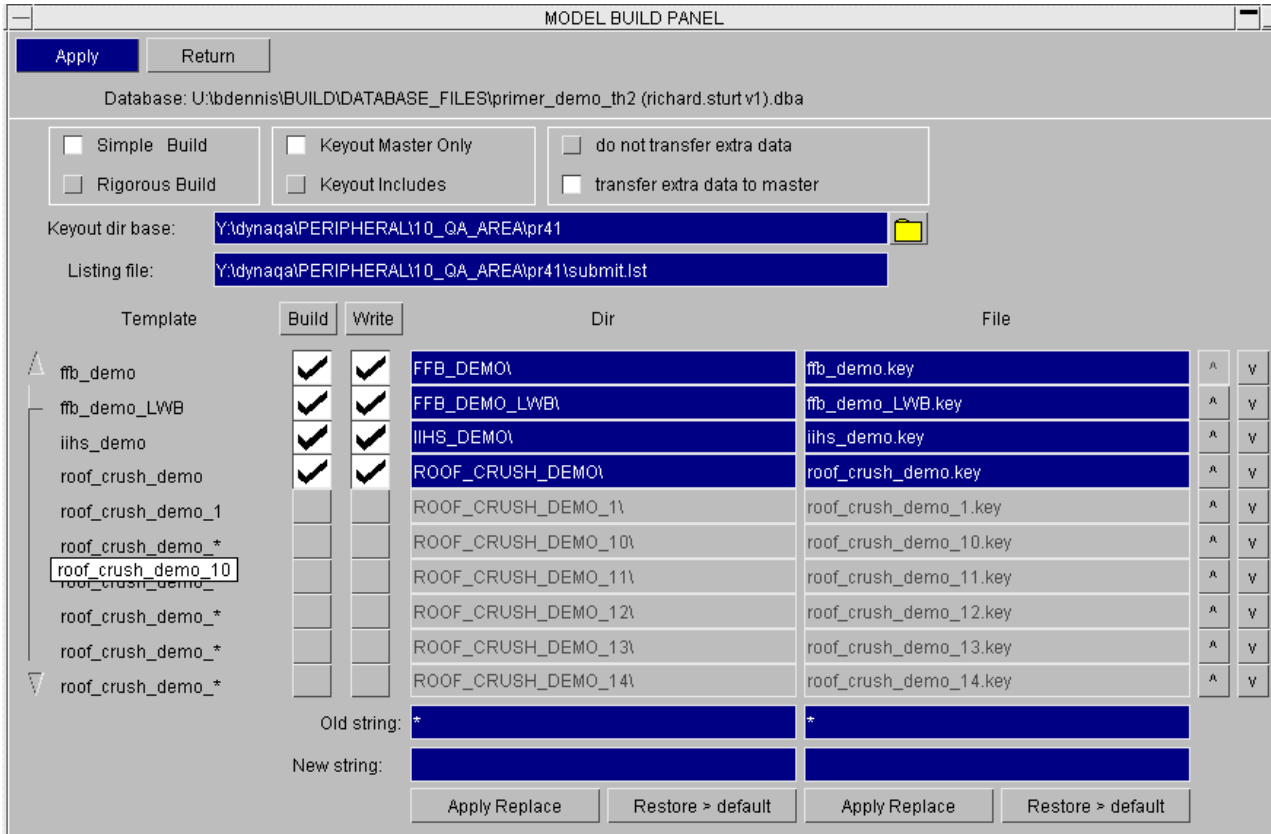 MODEL BUILD PANEL
Apply Return
Database: U:\bdennis\BUILD\DATABASE_FILES\primer_demo_th2 (richard.sturt v1).dba
Simple Build Keyout Master Only do not transfer extra data
Rigorous Build Keyout Includes transfer extra data to master
Keyout dir base: Y:\dynaqa\PERIPHERAL\10_QA_AREA\pr41
Listing file: Y:\dynaqa\PERIPHERAL\10_QA_AREA\pr41\submit.lst
Template Build Write Dir File
ffb_demo FFB_DEMO\ ffb_demo.key ^ v
ffb_demo_LWB FFB_DEMO_LWB\ ffb_demo_LWB.key ^ v
iihs_demo IIHS_DEMO\ iihs_demo.key ^ v
roof_crush_demo ROOF_CRUSH_DEMO\ roof_crush_demo.key ^ v
roof_crush_demo_1 ROOF_CRUSH_DEMO_1\ roof_crush_demo_1.key ^ v
roof_crush_demo_* ROOF_CRUSH_DEMO_10\ roof_crush_demo_10.key ^ v
roof_crush_demo_10
ROOF_CRUSH_DEMO_11\ roof_crush_demo_11.key ^ v
roof_crush_demo_* ROOF_CRUSH_DEMO_12\ roof_crush_demo_12.key ^ v
roof_crush_demo_* ROOF_CRUSH_DEMO_13\ roof_crush_demo_13.key ^ v
roof_crush_demo_* ROOF_CRUSH_DEMO_14\ roof_crush_demo_14.key ^ v
Old string: * *
New string:
Apply Replace Restore > default Apply Replace Restore > default